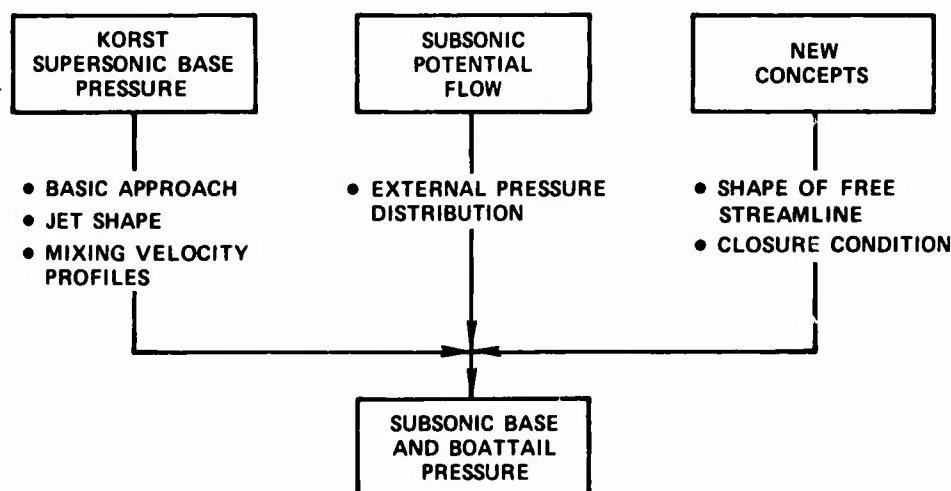 KORST
SUPERSONIC BASE
PRESSURE
SUBSONIC
POTENTIAL
FLOW
NEW
CONCEPTS
• BASIC APPROACH
• JET SHAPE
• MIXING VELOCITY
PROFILES
• EXTERNAL PRESSURE
DISTRIBUTION
• SHAPE OF FREE
STREAMLINE
• CLOSURE CONDITION
SUBSONIC BASE
AND BOATTAIL
PRESSURE